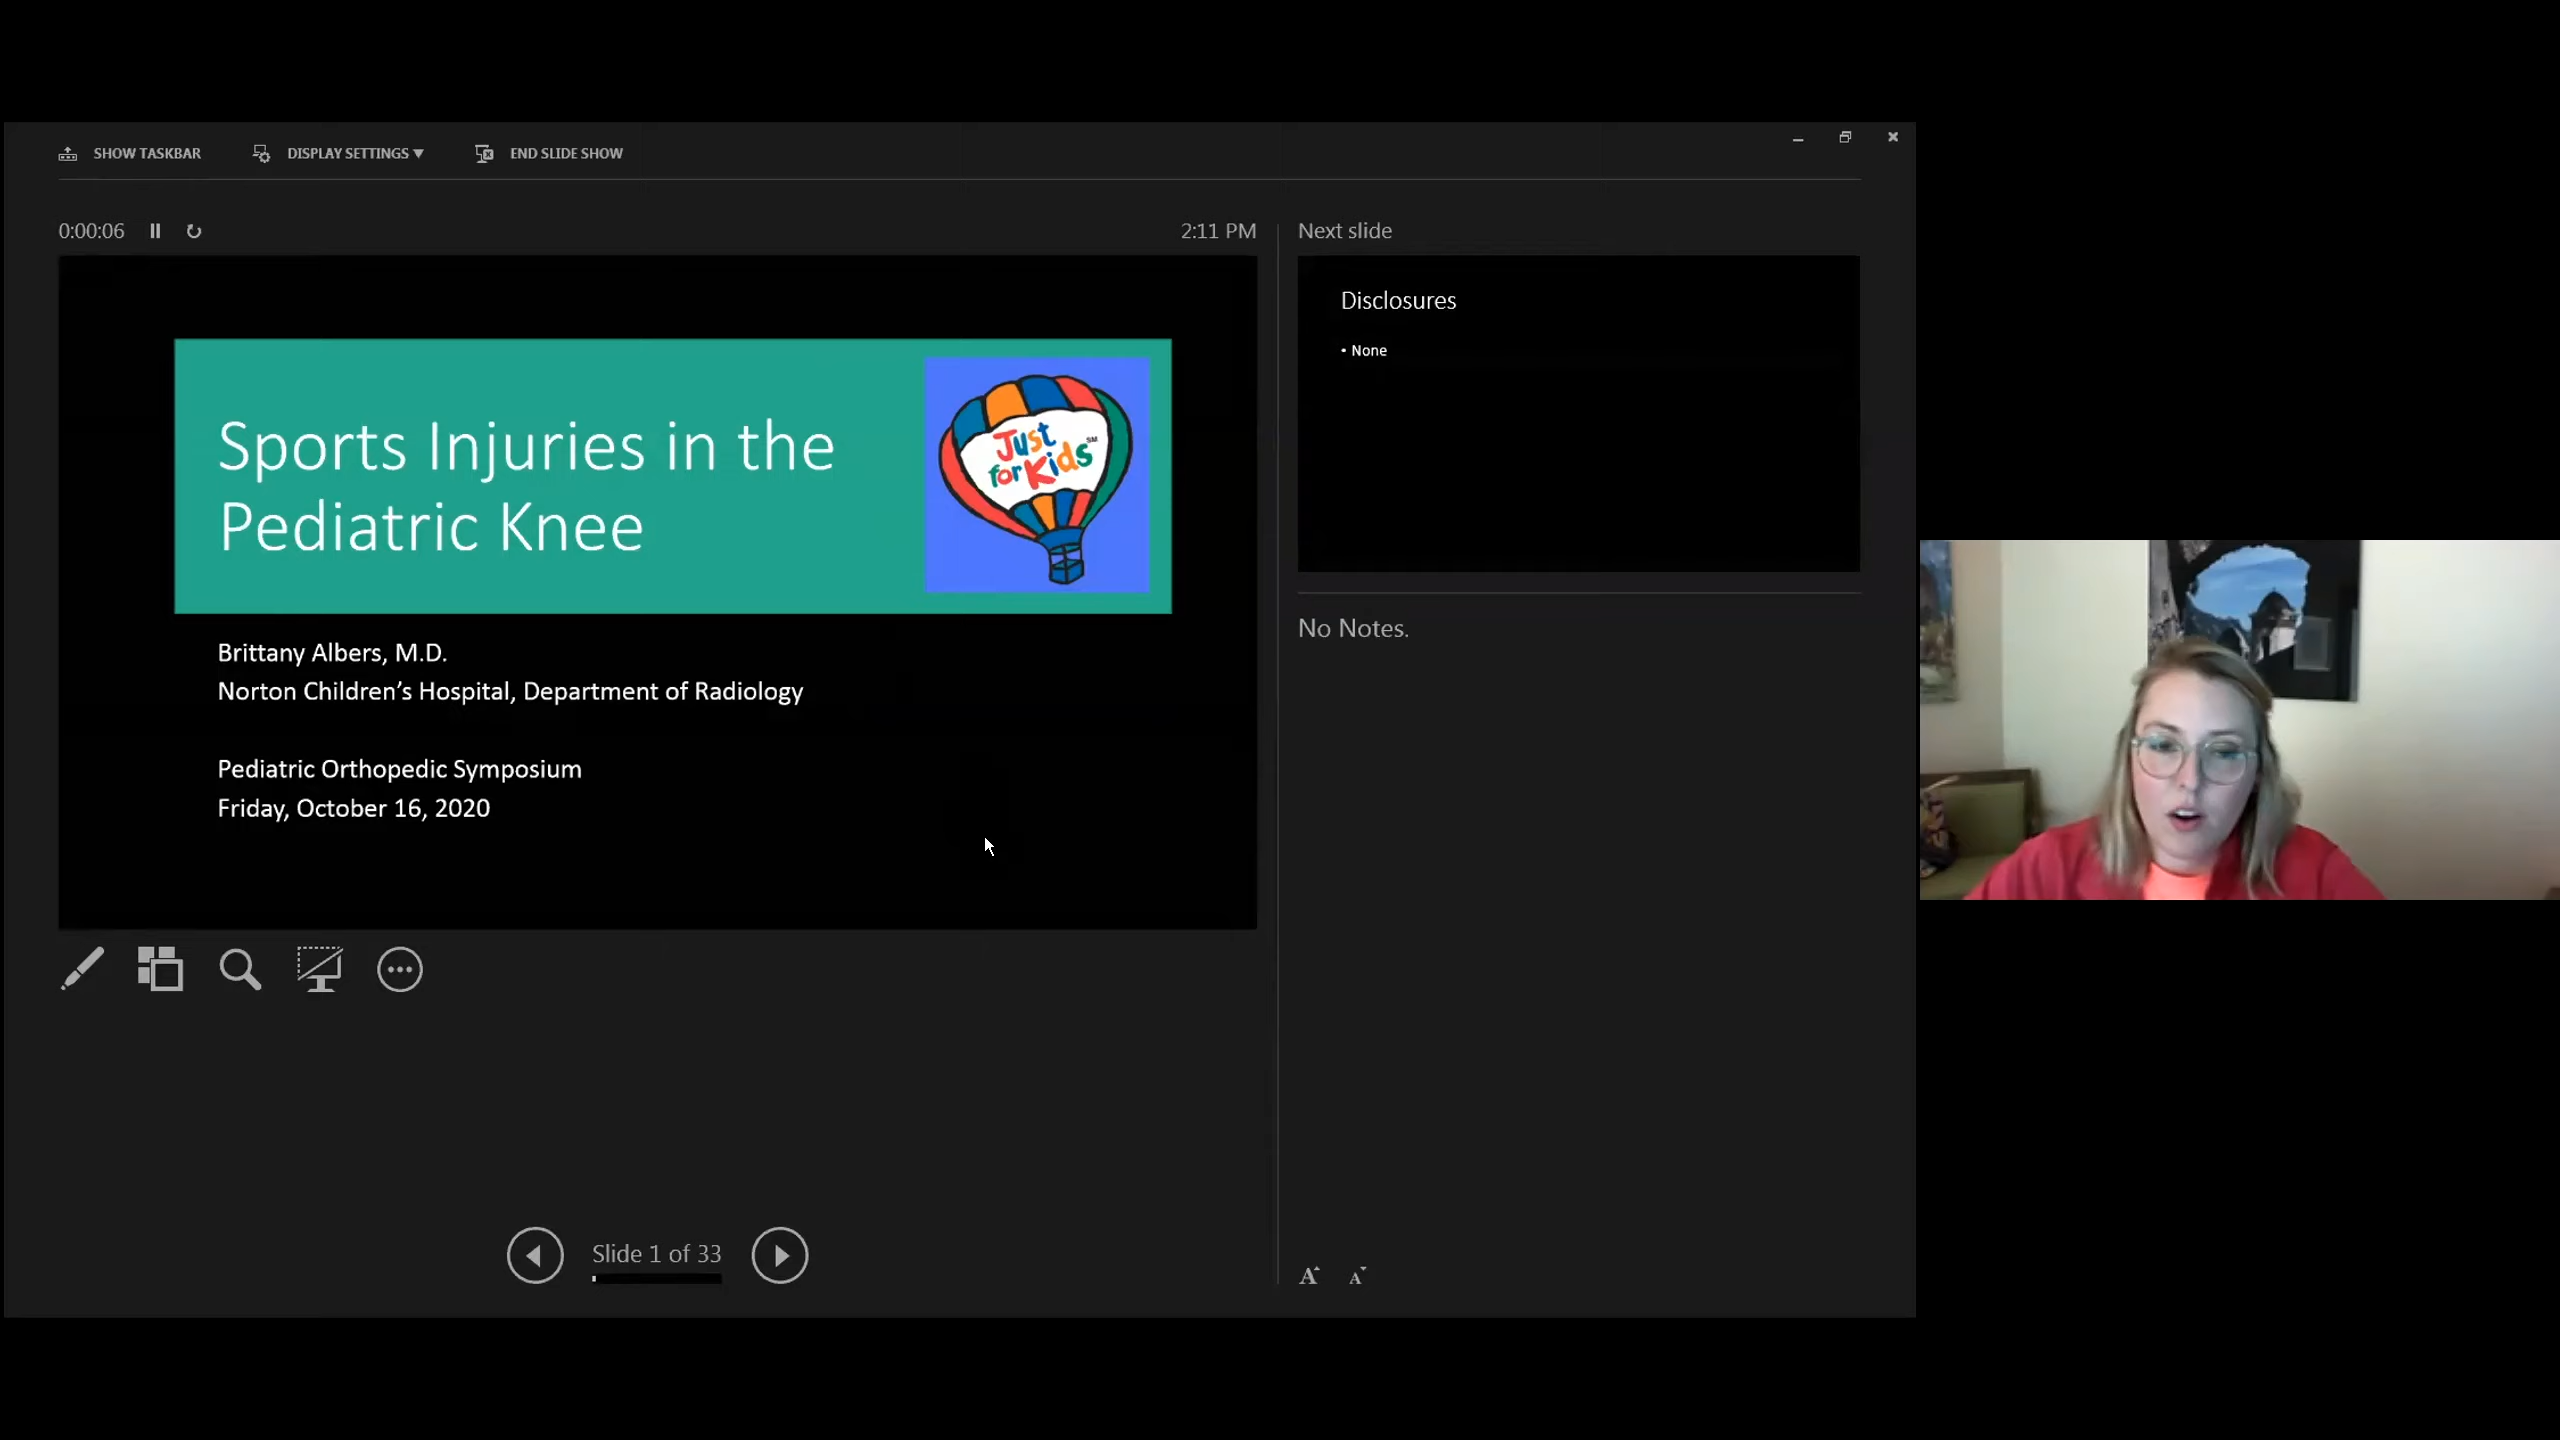 SHOW TASKBAR
DISPLAY SETTINGS ▼
END SLIDE SHOW
0:00:06
2:11 PM
Sports Injuries in the
Pediatric Knee
Just
for Kids SM
Brittany Albers, M.D.
Norton Children’s Hospital, Department of Radiology
Pediatric Orthopedic Symposium
Friday, October 16, 2020
Slide 1 of 33
Next slide
Disclosures
• None
No Notes.
A A